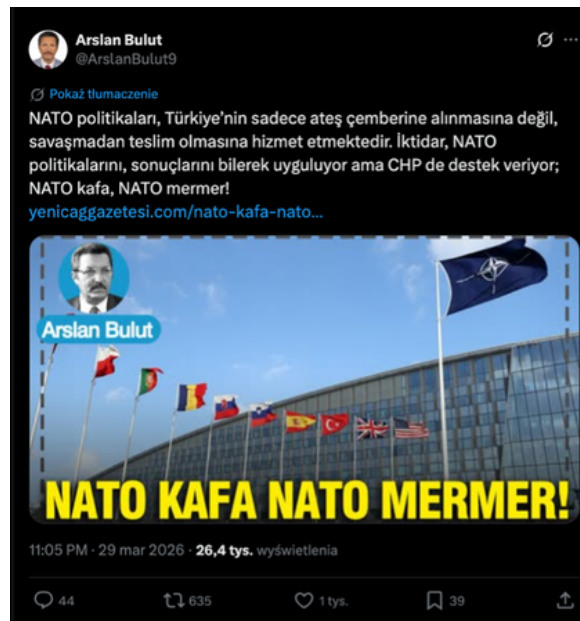 Arslan Bulut
@ArslanBulut9
Pokaż tłumaczenie
NATO politikaları, Türkiye'nin sadece ateş çemberine alınmasına değil,
savaşmadan teslim olmasına hizmet etmektedir. İktidar, NATO
politikalarını, sonuçlarını bilerek uyguluyor ama CHP de destek veriyor;
NATO kafa, NATO mermer!
yenicaggazetesi.com/nato-kafa-nato...
Arslan Bulut
NATO KAFA NATO MERMER!
11:05 PM · 29 mar 2026 · 26,4 tys. wyświetlenia
44 635 1 tys. 39